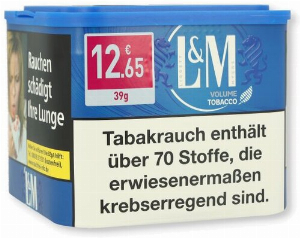 12.65
39g
L&M
VOLUME
TOBACCO
Rauchen
schädigt
Ihre Lunge
L&M
Tabakrauch enthält
über 70 Stoffe, die
erwiesenermaßen
krebserregend sind.